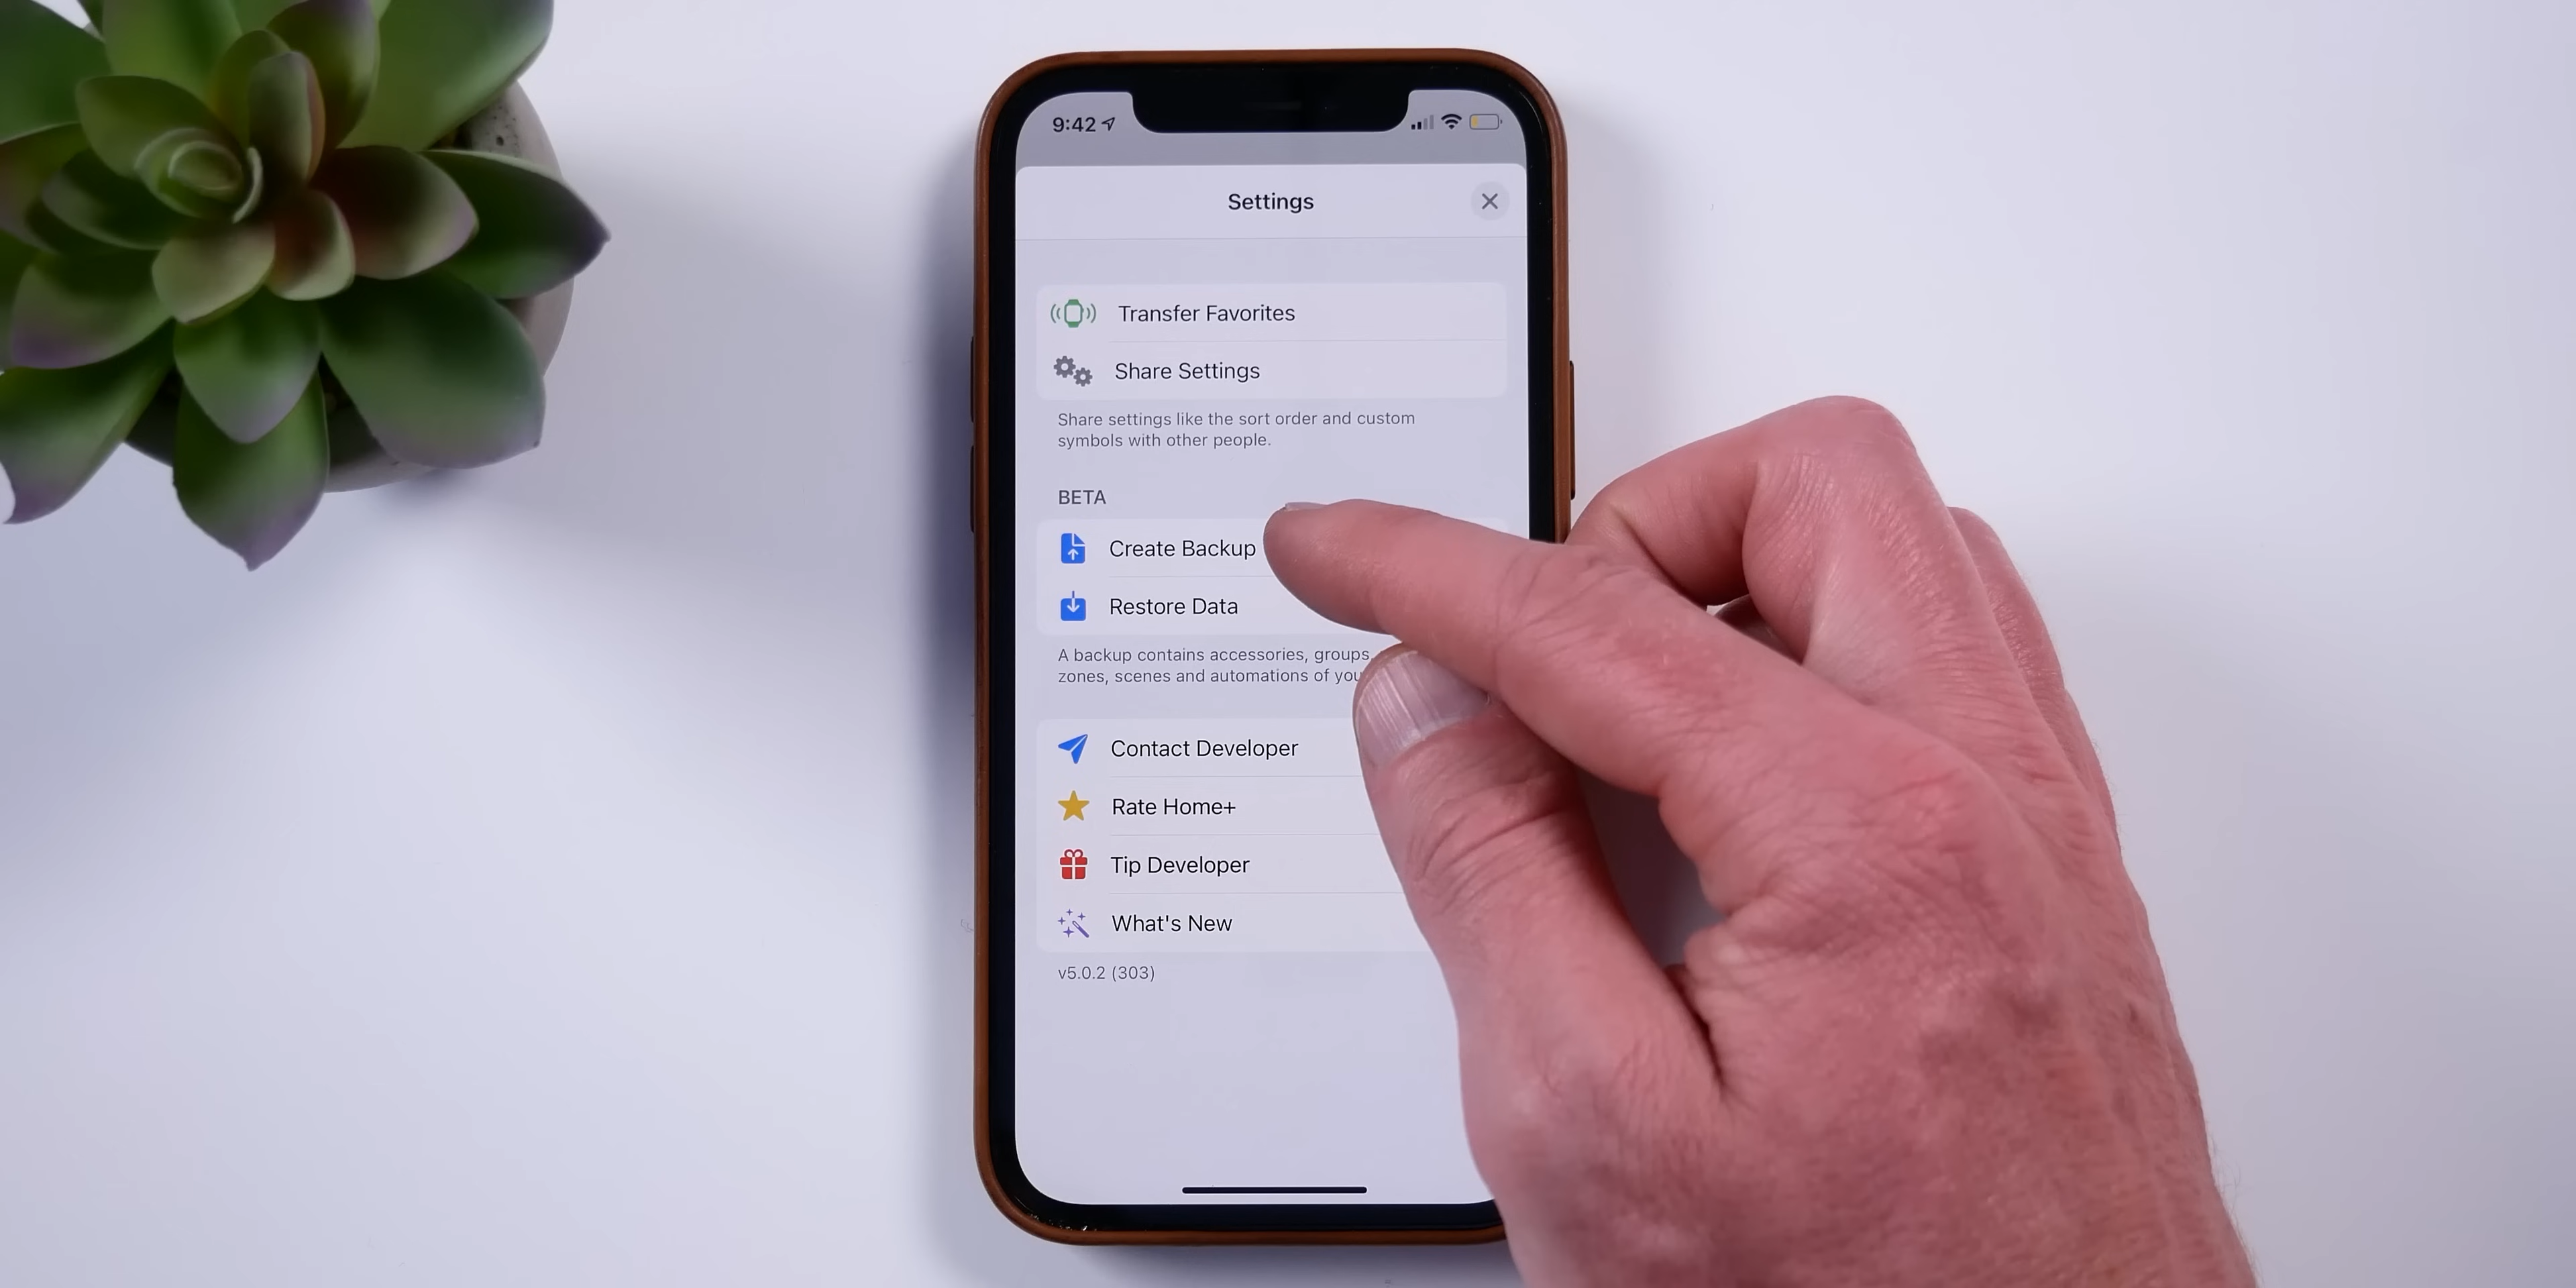 9:42
Settings
Transfer Favorites
Share Settings
Share settings like the sort order and custom
symbols with other people.
BETA
Create Backup
Restore Data
A backup contains accessories, groups,
zones, scenes and automations of
Contact Developer
Rate Home+
Tip Developer
What's New
v5.0.2 (303)